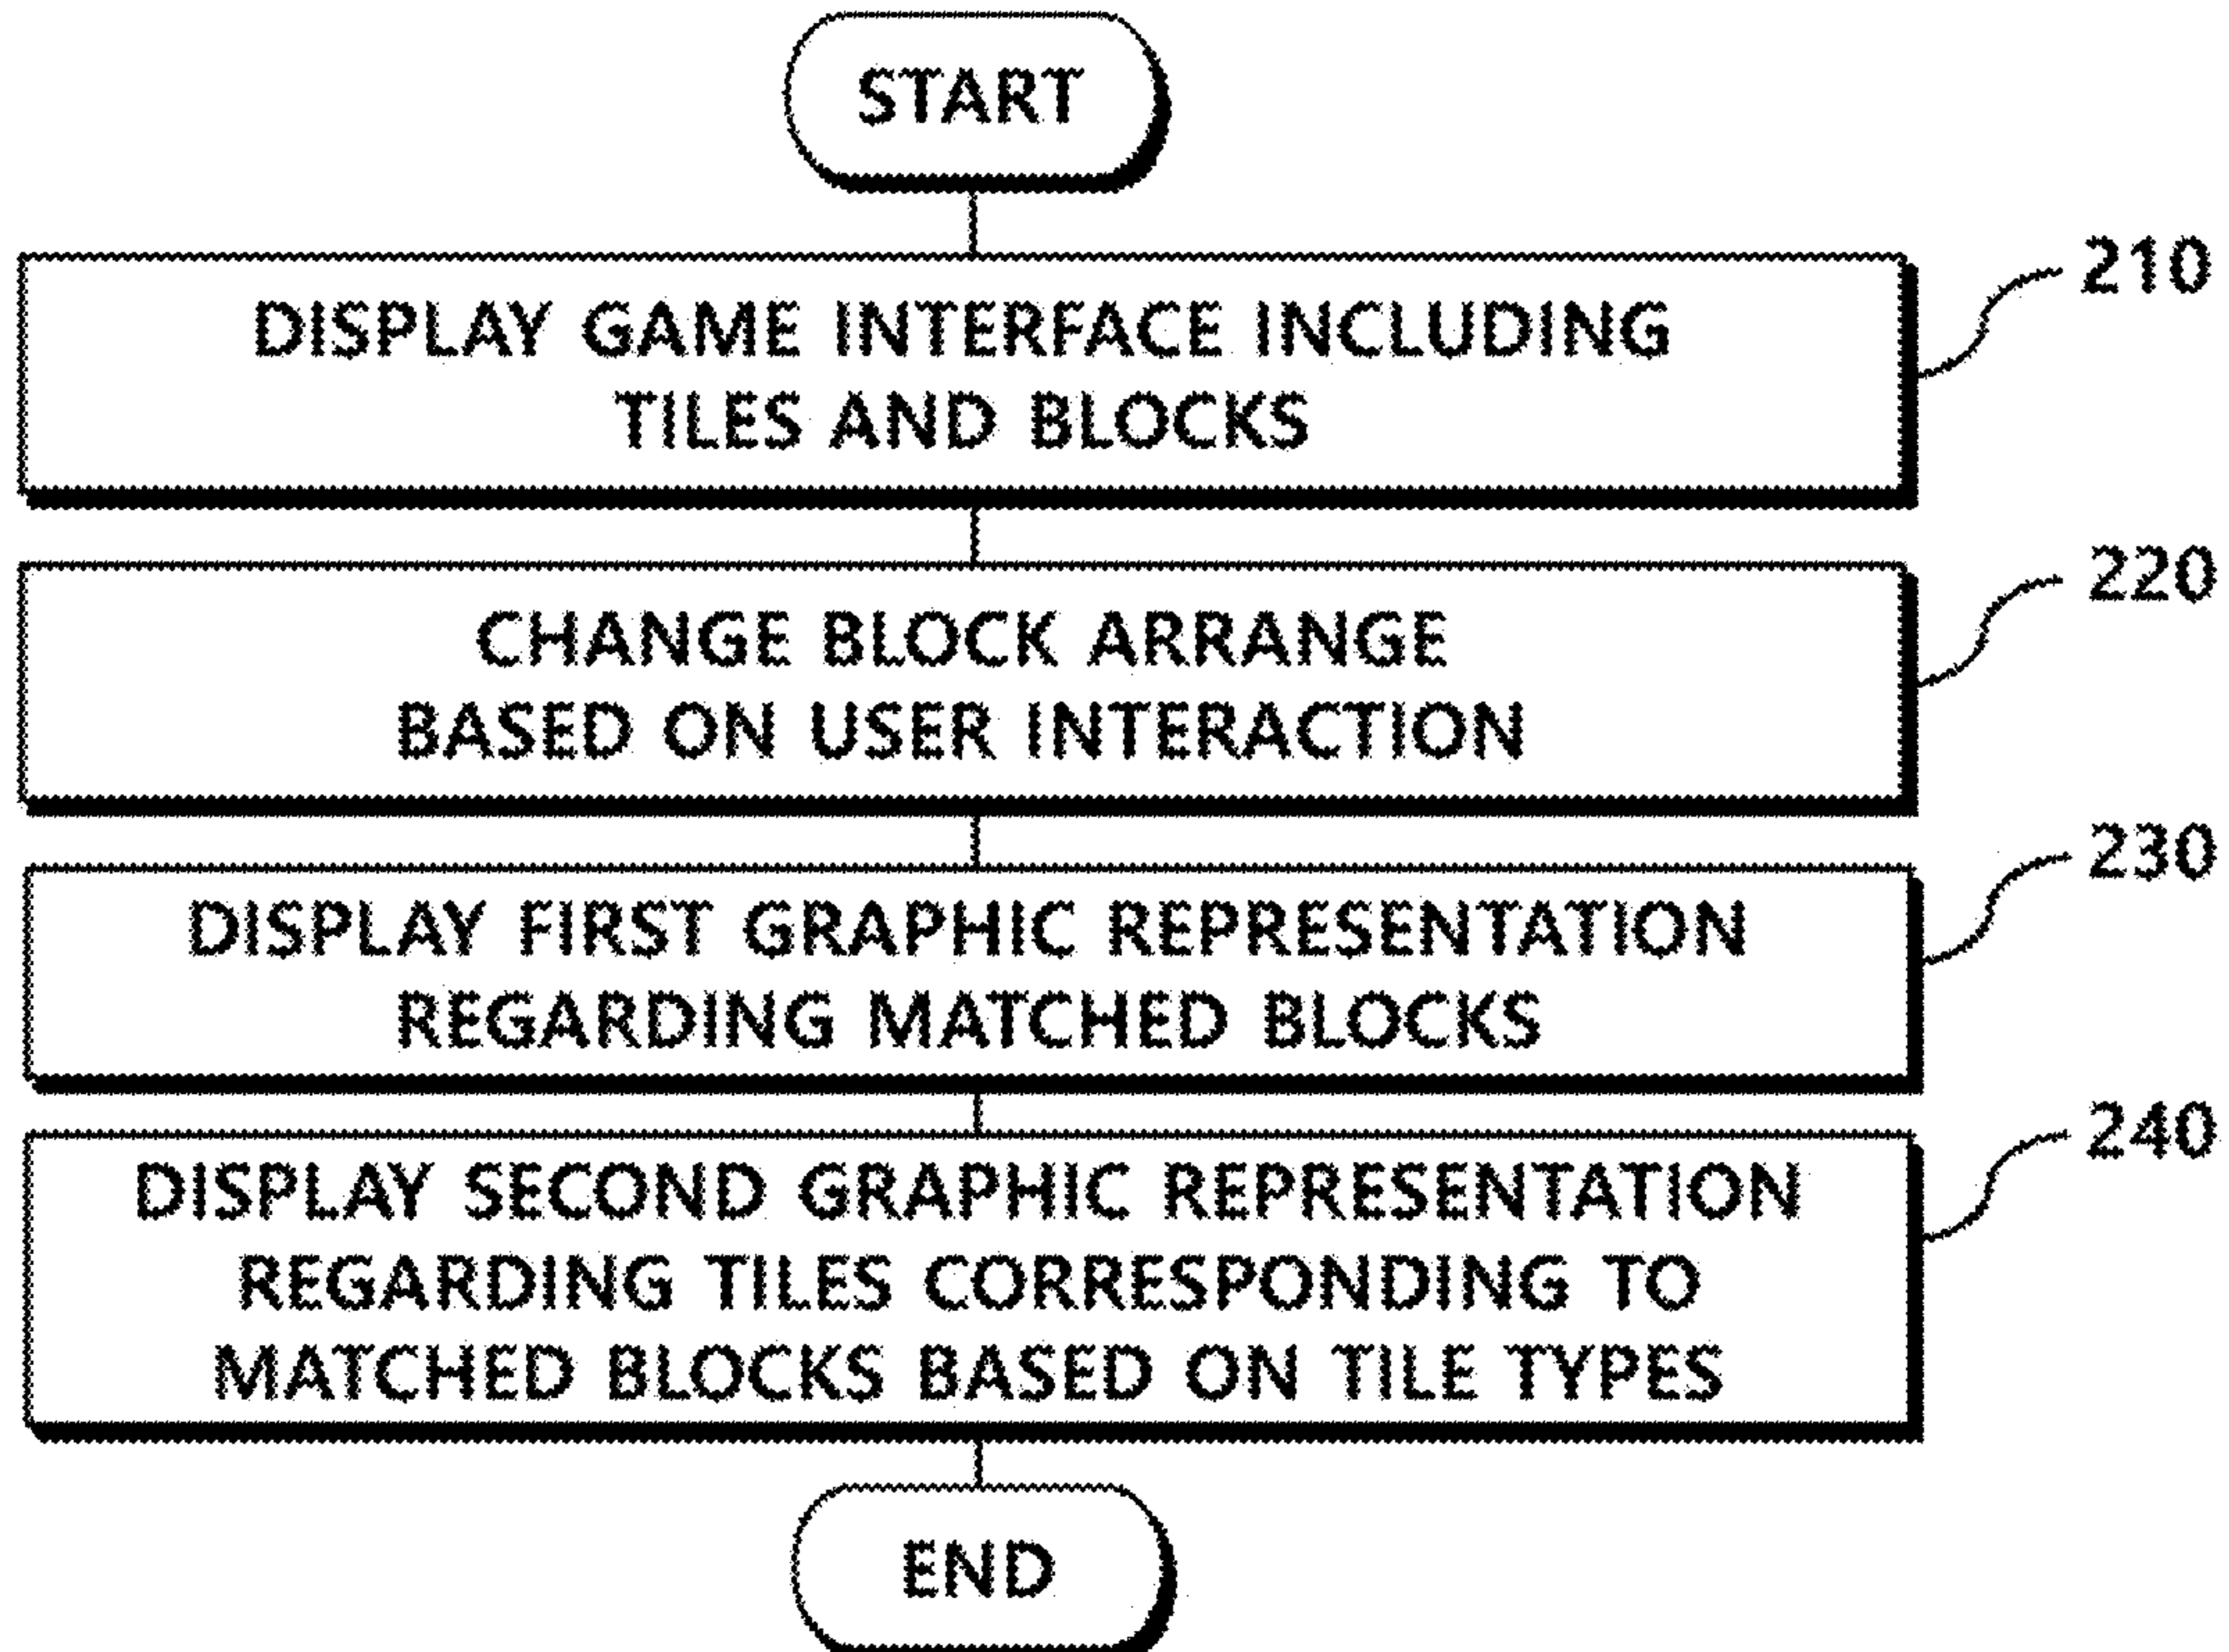 START
210
DISPLAY GAME INTERFACE INCLUDING
TILES AND BLOCKS
220
CHANGE BLOCK ARRANGE
BASED ON USER INTERACTION
230
DISPLAY FIRST GRAPHIC REPRESENTATION
REGARDING MATCHED BLOCKS
240
DISPLAY SECOND GRAPHIC REPRESENTATION
REGARDING TILES CORRESPONDING TO
MATCHED BLOCKS BASED ON TILE TYPES
END